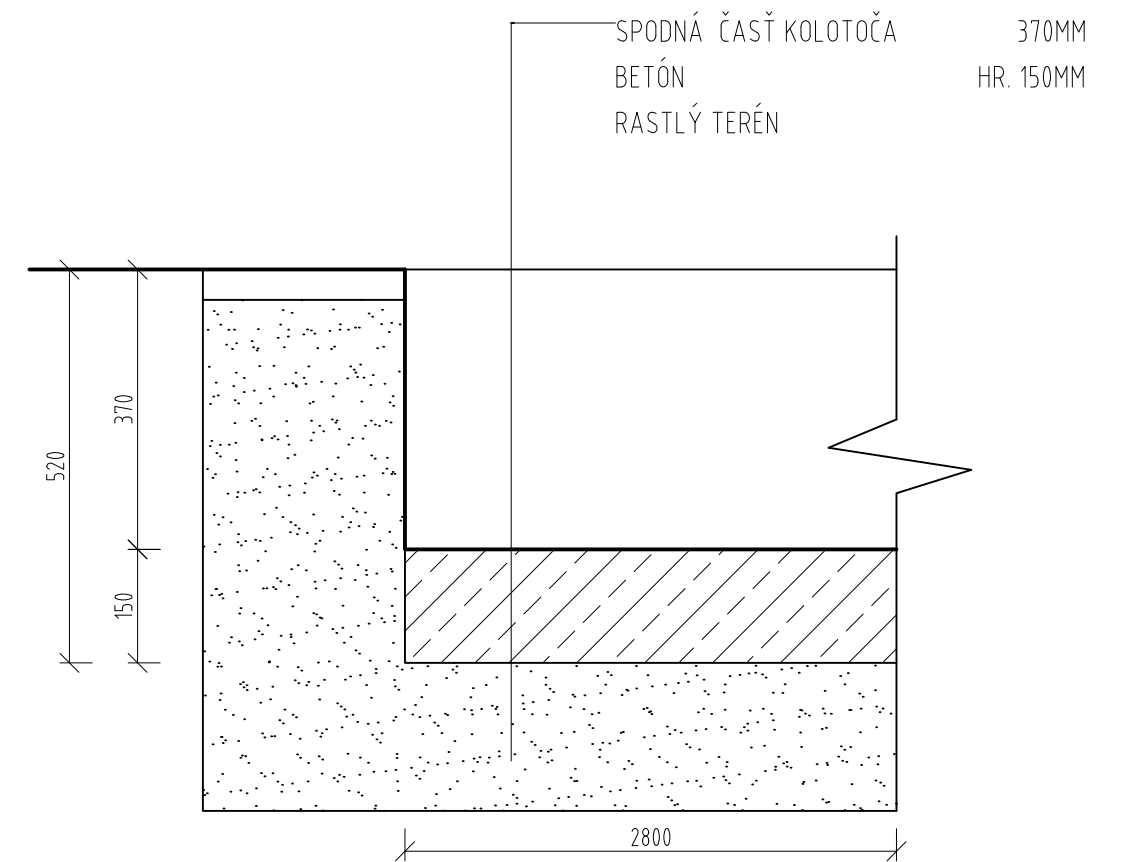 SPODNÁ ČASŤ KOLOTOČA 370MM
BETÓN HR. 150MM
RASTLÝ TERÉN
370
520
150
2800